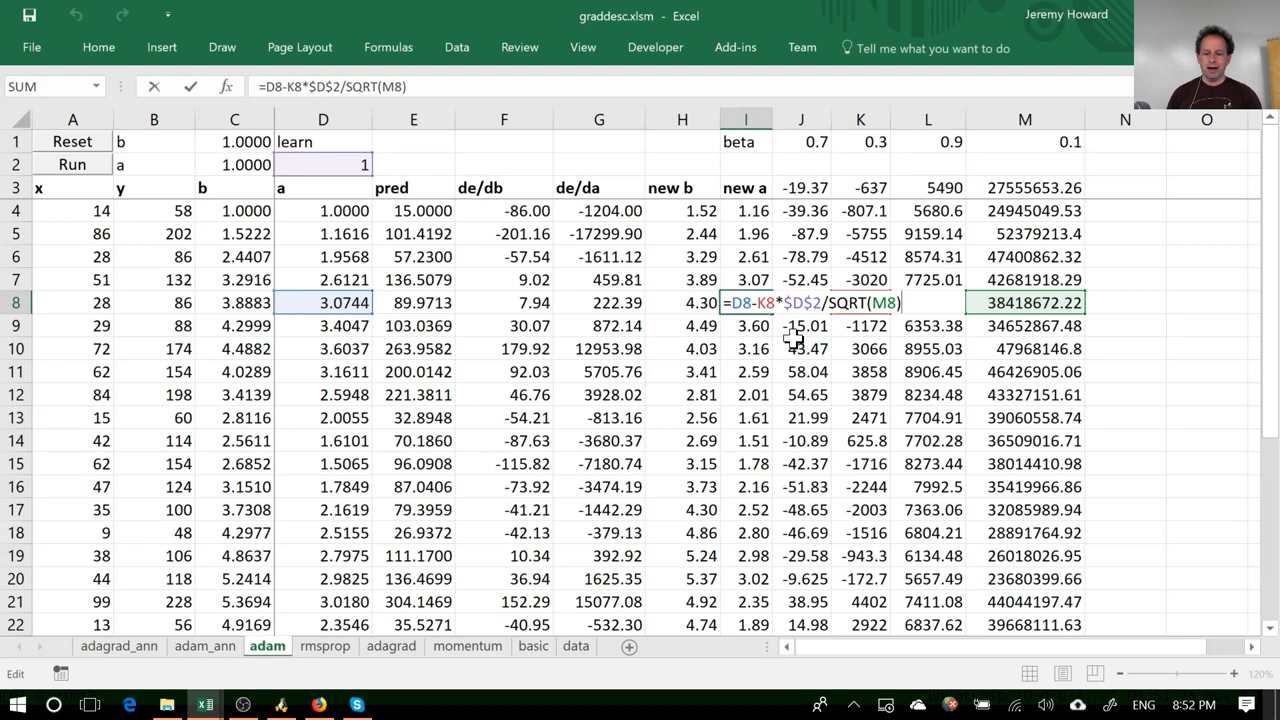 graddesc.xlsm - Excel
Jeremy Howard
File Home Insert Draw Page Layout Formulas Data Review View Developer Add-ins Team Tell me what you want to do
SUM fx =D8-K8*$D$2/SQRT(M8)
A B C D E F G H I J K L M N O
1 Reset b 1.0000 learn beta 0.7 0.3 0.9 0.1
2 Run a 1.0000 1
3 x y b a pred de/db de/da new b new a -19.37 -637 5490 27555653.26
4 14 58 1.0000 1.0000 15.0000 -86.00 -1204.00 1.52 1.16 -39.36 -807.1 5680.6 24945049.53
5 86 202 1.5222 1.1616 101.4192 -201.16 -17299.90 2.44 1.96 -87.9 -5755 9159.14 52379213.4
6 28 86 2.4407 1.9568 57.2300 -57.54 -1611.12 3.29 2.61 -78.79 -4512 8574.31 47400862.32
7 51 132 3.2916 2.6121 136.5079 9.02 459.81 3.89 3.07 -52.45 -3020 7725.01 42681918.29
8 28 86 3.8883 3.0744 89.9713 7.94 222.39 4.30 =D8-K8*$D$2/SQRT(M8) 38418672.22
9 29 88 4.2999 3.4047 103.0369 30.07 872.14 4.49 3.60 -15.01 -1172 6353.38 34652867.48
10 72 174 4.4882 3.6037 263.9582 179.92 12953.98 4.03 3.16 3066 8955.03 47968146.8
11 62 154 4.0289 3.1611 200.0142 92.03 5705.76 3.41 2.59 58.04 3858 8906.45 46426905.06
12 84 198 3.4139 2.5948 221.3811 46.76 3928.02 2.81 2.01 54.65 3879 8234.48 43327151.61
13 15 60 2.8116 2.0055 32.8948 -54.21 -813.16 2.56 1.61 21.99 2471 7704.91 39060558.74
14 42 114 2.5611 1.6101 70.1860 -87.63 -3680.37 2.69 1.51 -10.89 625.8 7702.28 36509016.71
15 62 154 2.6852 1.5065 96.0908 -115.82 -7180.74 3.15 1.78 -42.37 -1716 8273.44 38014410.98
16 47 124 3.1510 1.7849 87.0406 -73.92 -3474.19 3.73 2.16 -51.83 -2244 7992.5 35419966.86
17 35 100 3.7308 2.1619 79.3959 -41.21 -1442.29 4.30 2.52 -48.65 -2003 7363.06 32085989.94
18 9 48 4.2977 2.5155 26.9372 -42.13 -379.13 4.86 2.80 -46.69 -1516 6804.21 28891764.92
19 38 106 4.8637 2.7975 111.1700 10.34 392.92 5.24 2.98 -29.58 -943.3 6134.48 26018026.95
20 44 118 5.2414 2.9825 136.4699 36.94 1625.35 5.37 3.02 -9.625 -172.7 5657.49 23680399.66
21 99 228 5.3694 3.0180 304.1469 152.29 15077.08 4.92 2.35 38.95 4402 7411.08 44044197.47
22 13 56 4.9169 2.3546 35.5271 -40.95 -532.30 4.74 1.89 14.98 2922 6837.62 39668111.63
adagrad_ann adam_ann adam rmsprop adagrad momentum basic data
Edit 120%
ENG 8:52 PM